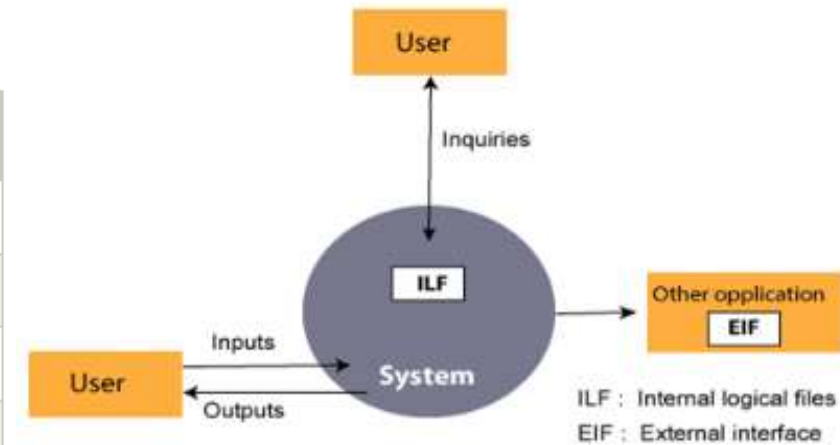 User
Inquiries
ILF
Other opplication
EIF
Inputs
User
System
Outputs
ILF : Internal logical files
EIF : External interface